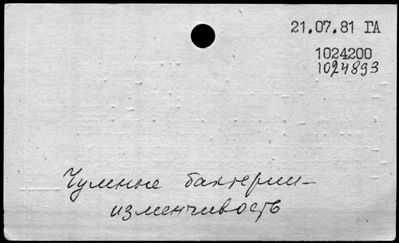 21.07.81 ГА
1024200
1024893
Чумные бактерии-
изменчивость